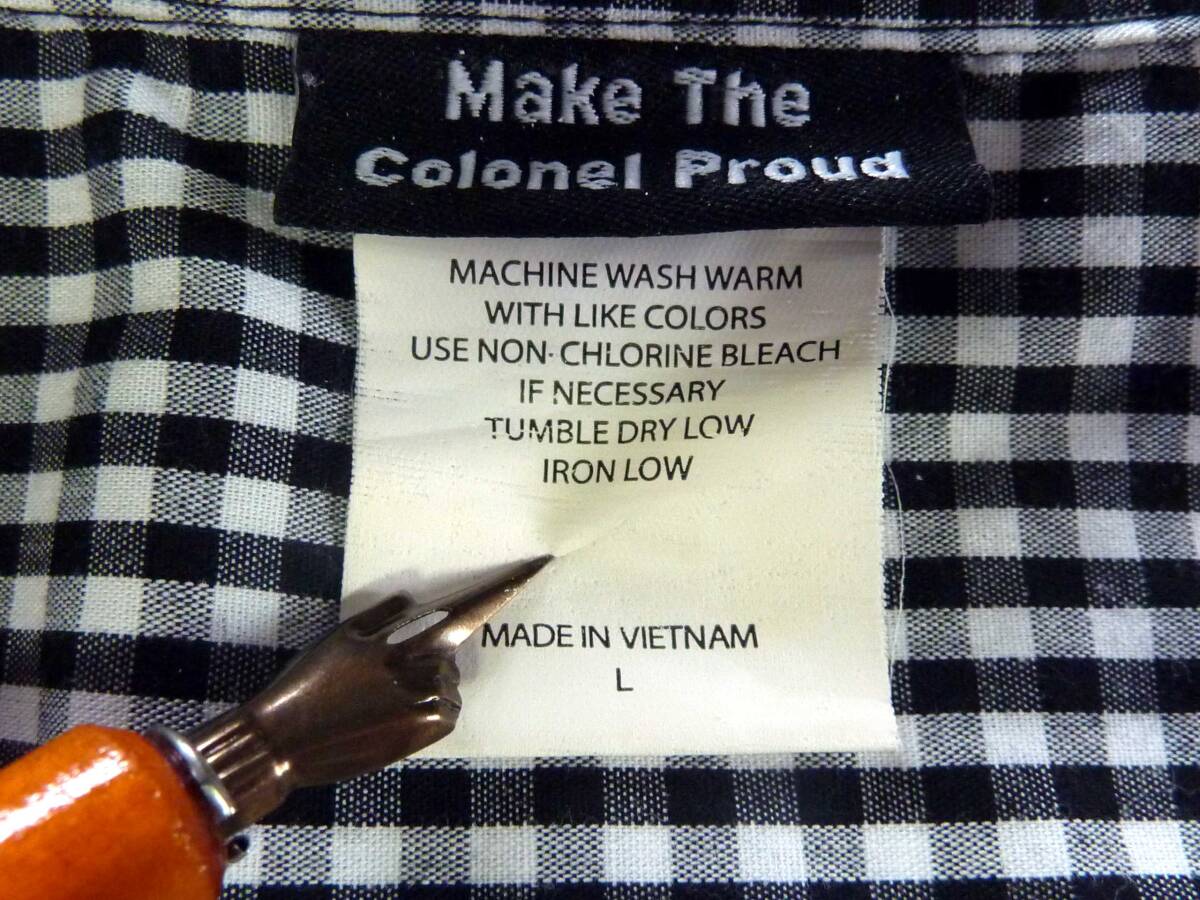 Make The
Colonel Proud
MACHINE WASH WARM
WITH LIKE COLORS
USE NON- CHLORINE BLEACH
IF NECESSARY
TUMBLE DRY LOW
IRON LOW
MADE IN VIETNAM
L